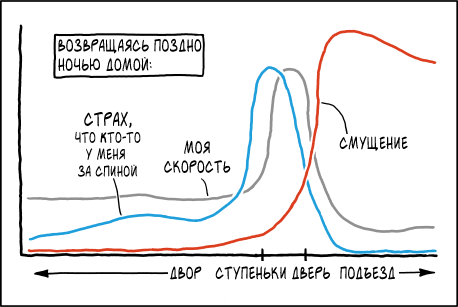 ВОЗВРАЩАЯСЬ ПОЗДНО
НОЧЬЮ ДОМОЙ:
СТРАХ,
ЧТО КТО-ТО
У МЕНЯ
ЗА СПИНОЙ
МОЯ
СКОРОСТЬ
СМУЩЕНИЕ
ДВОР СТУПЕНЬКИ ДВЕРЬ ПОДЪЕЗД